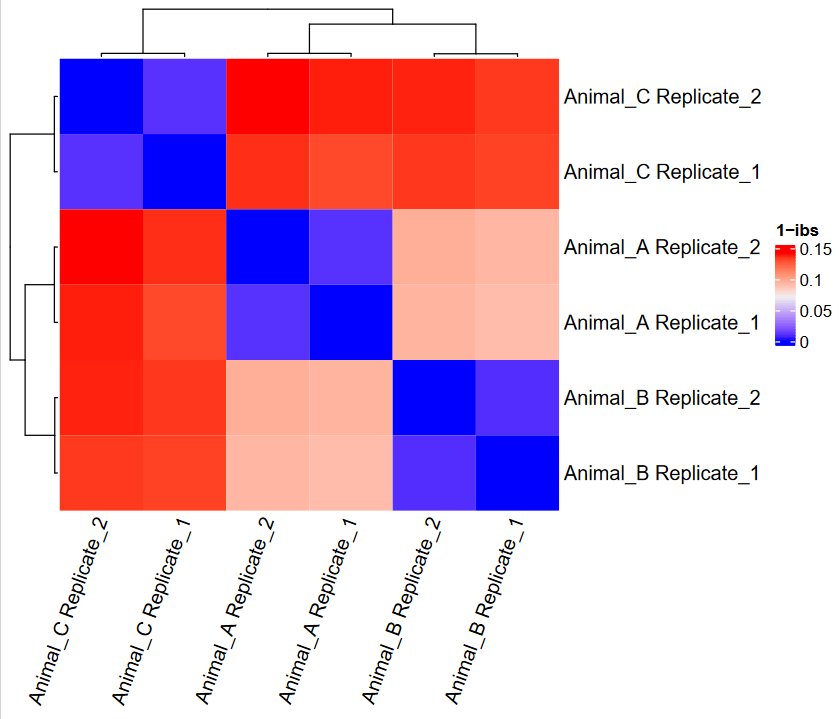 Animal_C Replicate_2
Animal_C Replicate_1
Animal_A Replicate_2
Animal_A Replicate_1
Animal_B Replicate_2
Animal_B Replicate_1
1−ibs
0.15
0.1
0.05
0
Animal_C Replicate_2
Animal_C Replicate_1
Animal_A Replicate_2
Animal_A Replicate_1
Animal_B Replicate_2
Animal_B Replicate_1